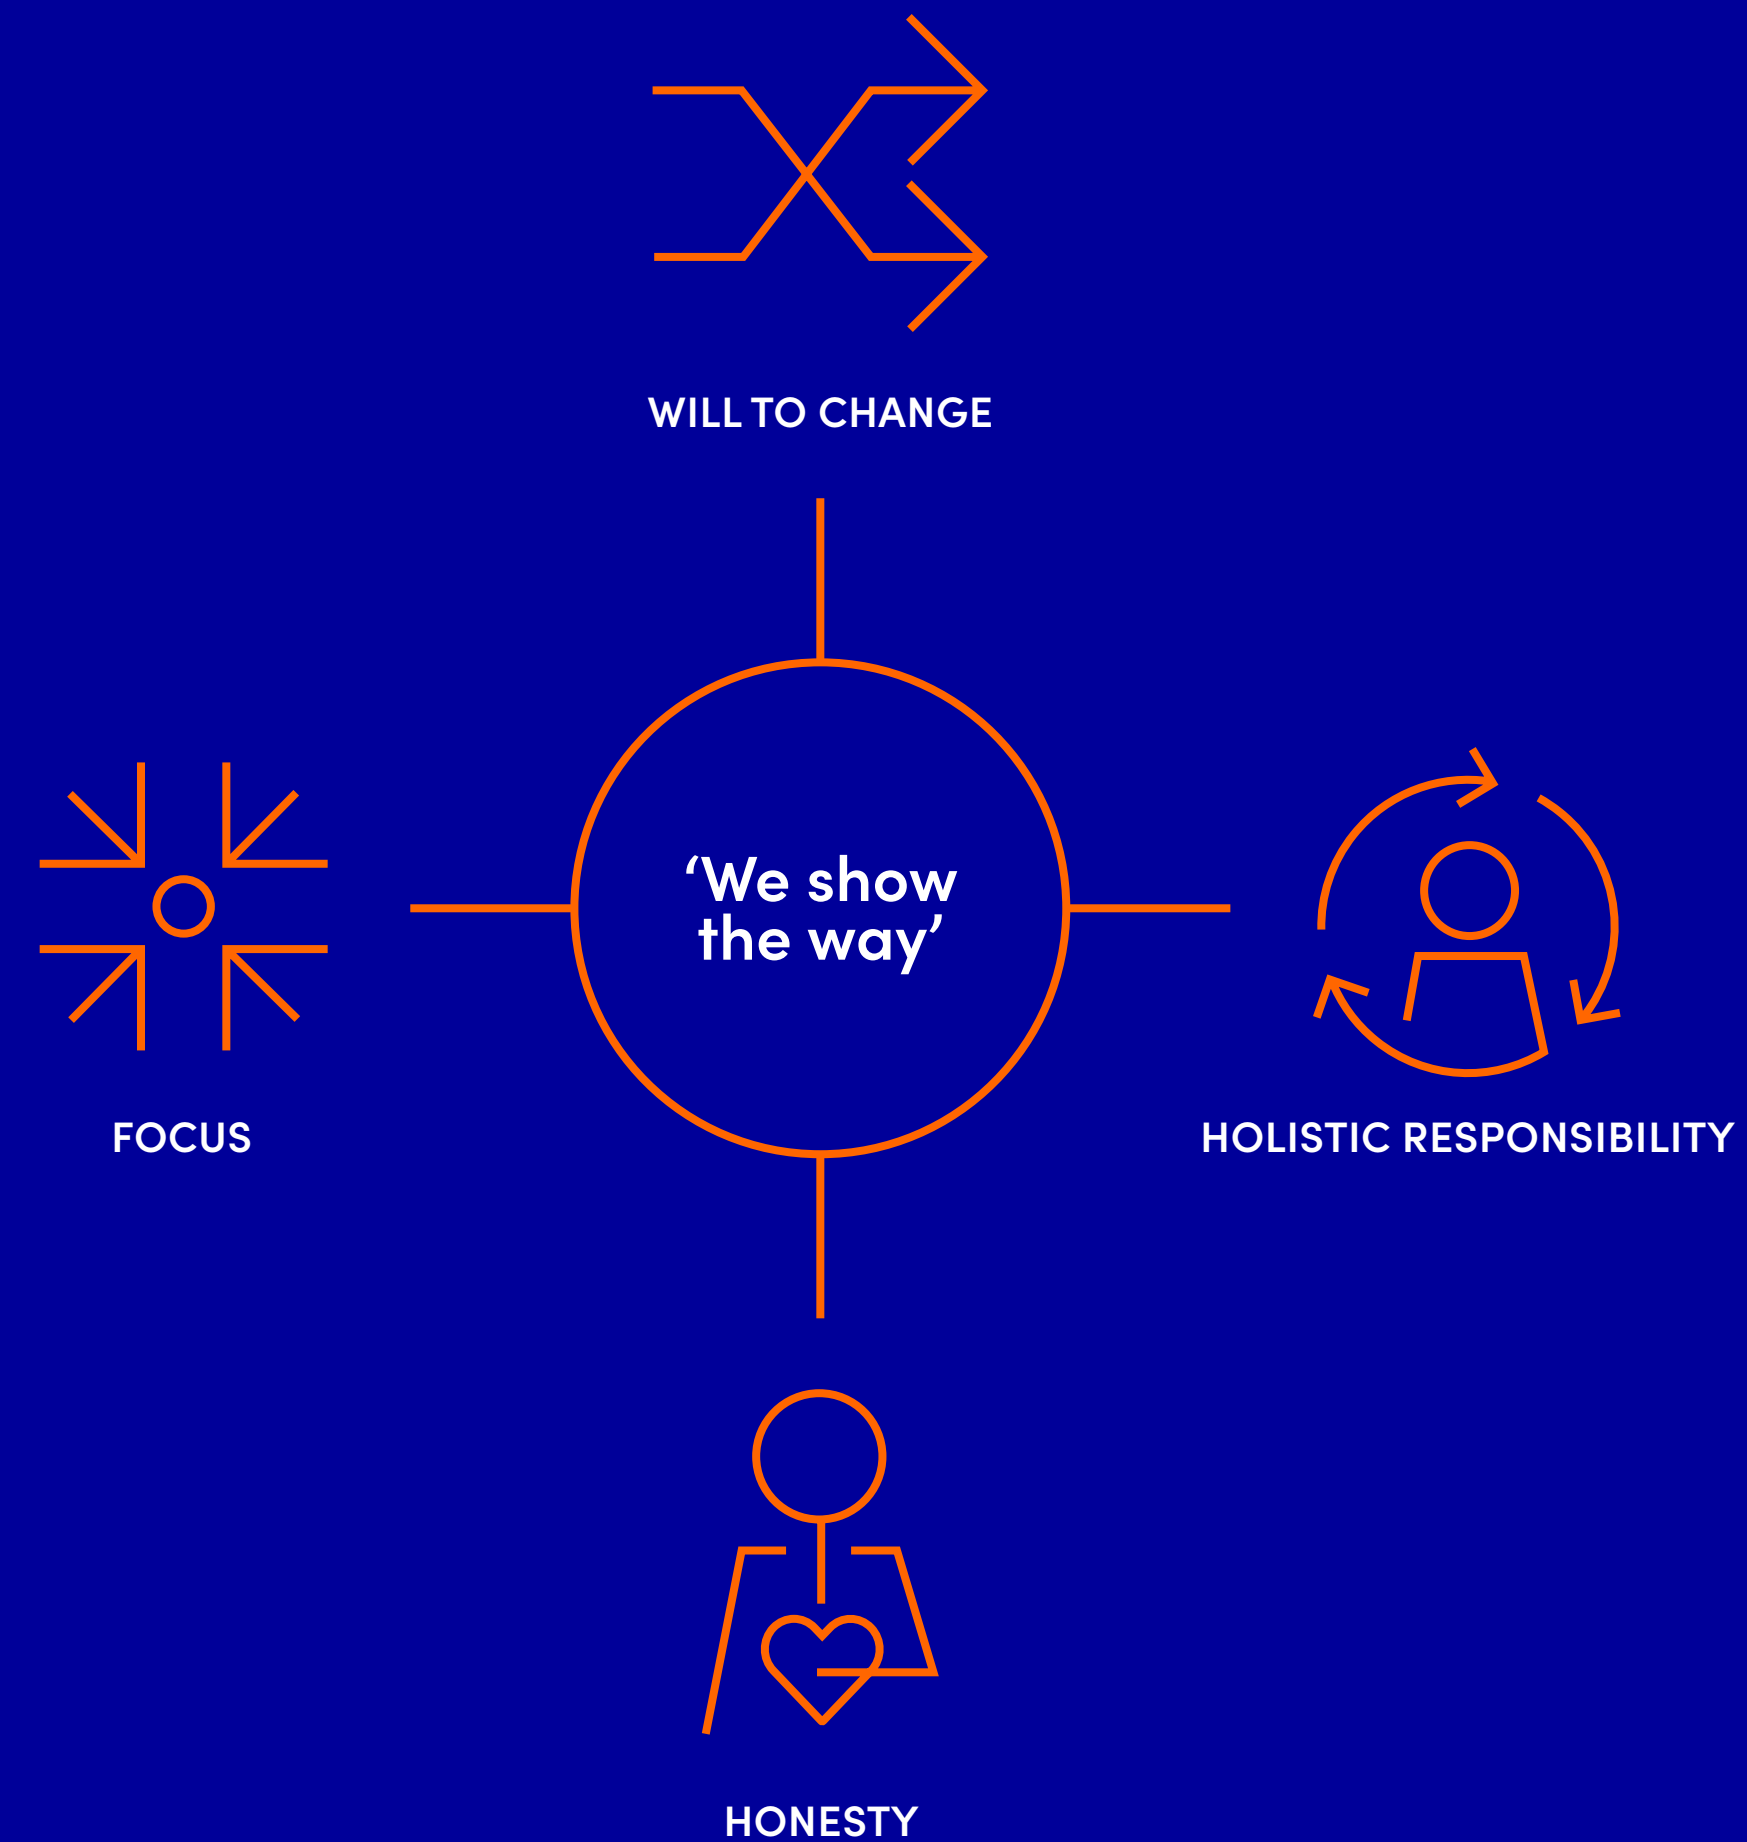 WILL TO CHANGE
‘We show
the way’
FOCUS
HOLISTIC RESPONSIBILITY
HONESTY